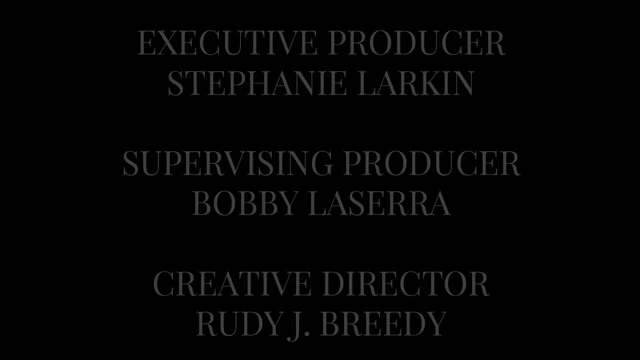 EXECUTIVE PRODUCER
STEPHANIE LARKIN
SUPERVISING PRODUCER
BOBBY LASERRA
CREATIVE DIRECTOR
RUDY J. BREEDY